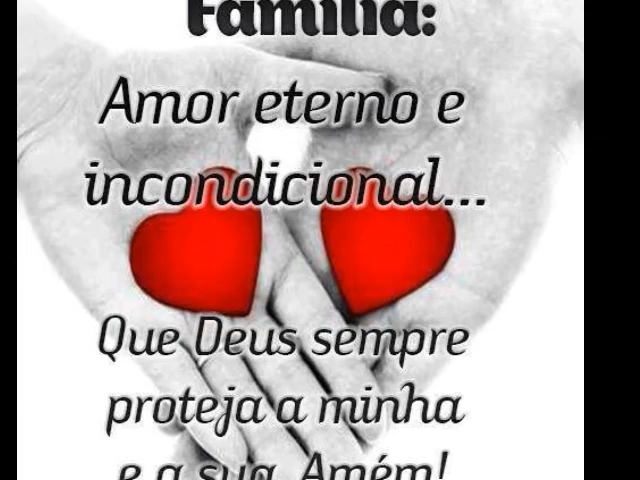 Família:
Amor eterno e
incondicional...
Que Deus sempre
proteja a minha
e a sua. Amém!